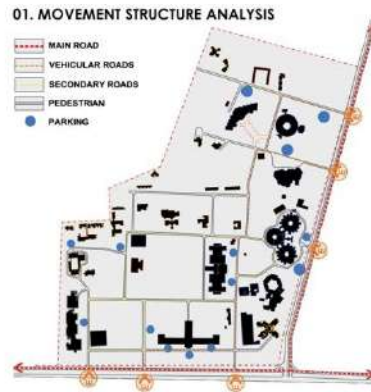 01. MOVEMENT STRUCTURE ANALYSIS
MAIN ROAD
VEHICULAR ROADS
SECONDARY ROADS
PEDESTRIAN
PARKING